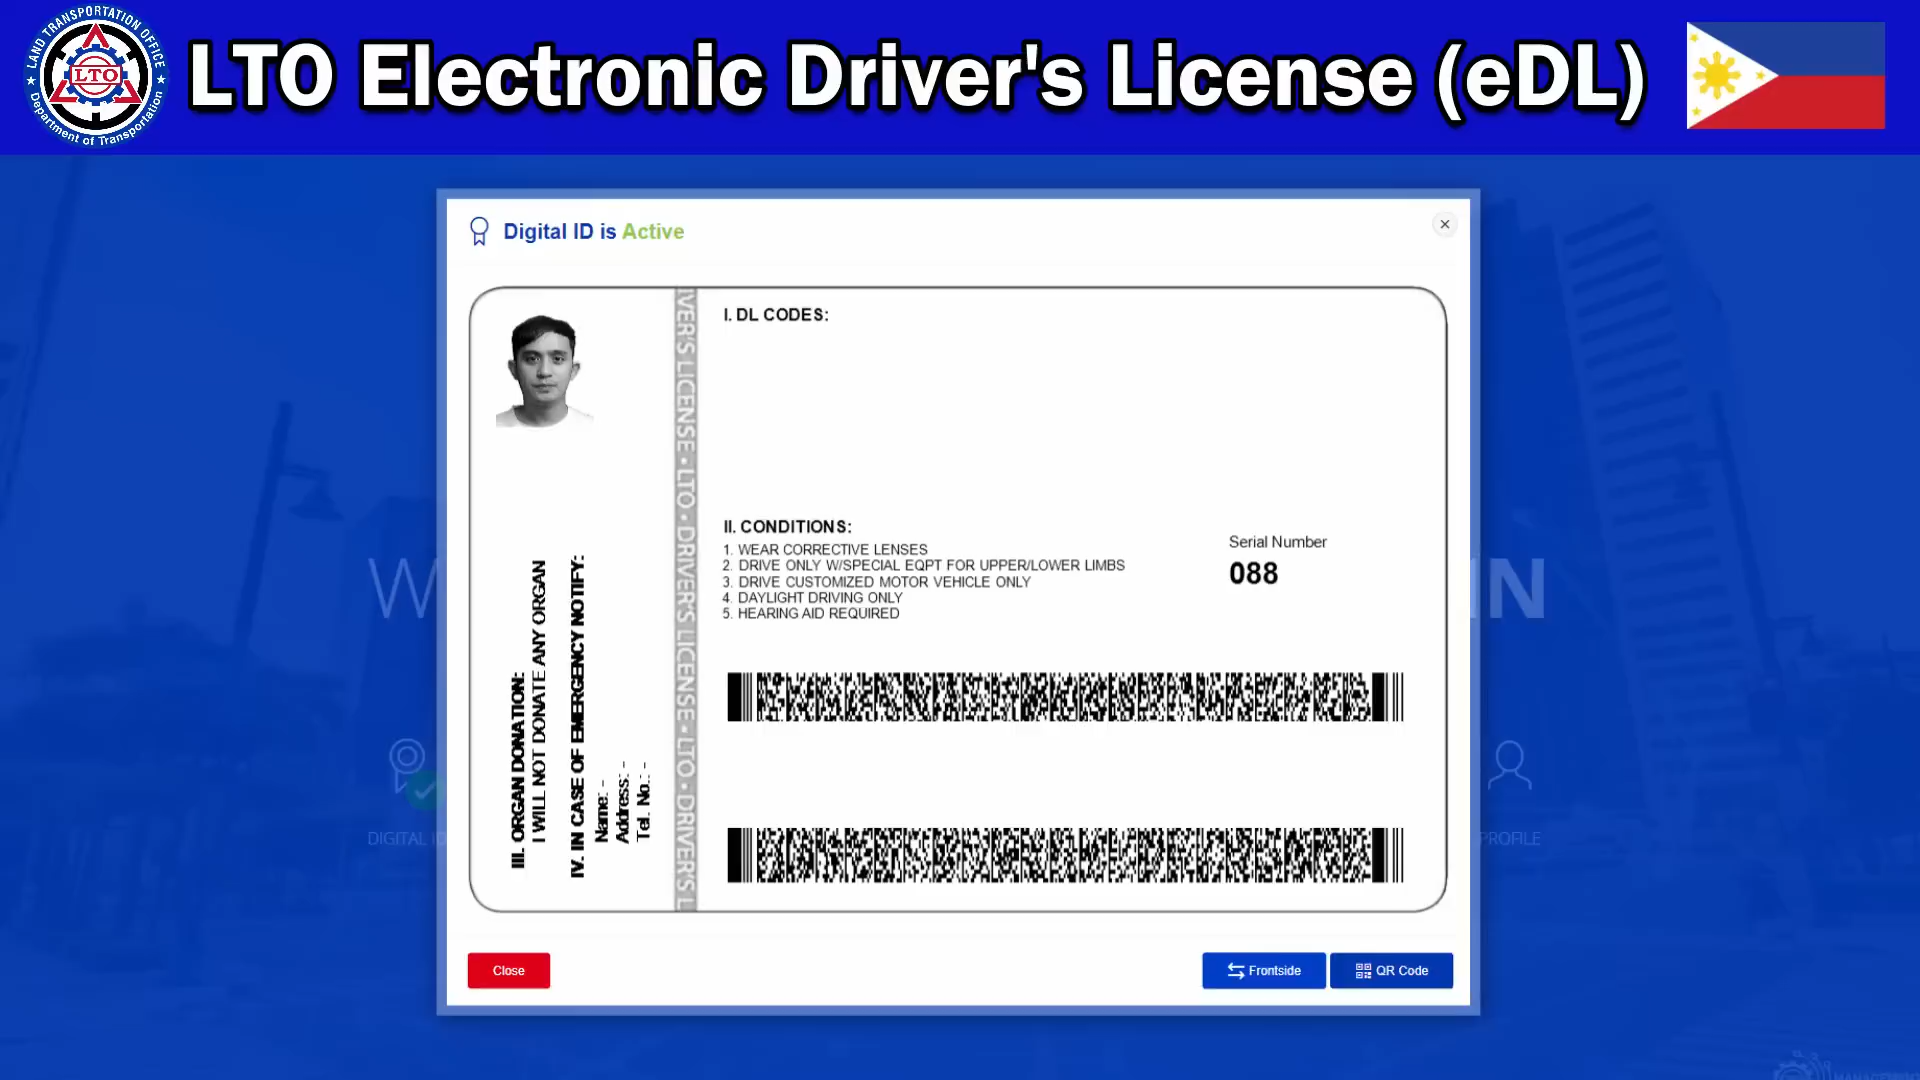 LAND TRANSPORTATION OFFICE
LTO
Department of Transportation
LTO Electronic Driver's License (eDL)
Digital ID is Active
I. DL CODES:
II. CONDITIONS:
1. WEAR CORRECTIVE LENSES
2. DRIVE ONLY W/SPECIAL EQPT FOR UPPER/LOWER LIMBS
3. DRIVE CUSTOMIZED MOTOR VEHICLE ONLY
4. DAYLIGHT DRIVING ONLY
5. HEARING AID REQUIRED
Serial Number
088
III. ORGAN DONATION:
I WILL NOT DONATE ANY ORGAN
IV. IN CASE OF EMERGENCY NOTIFY:
Name: -
Address: -
Tel. No.: -
VER'S LICENSE • LTO • DRIVER'S LICENSE • LTO • DRIVER'S L
W
IN
DIGITAL ID
PROFILE
Close
Frontside
QR Code